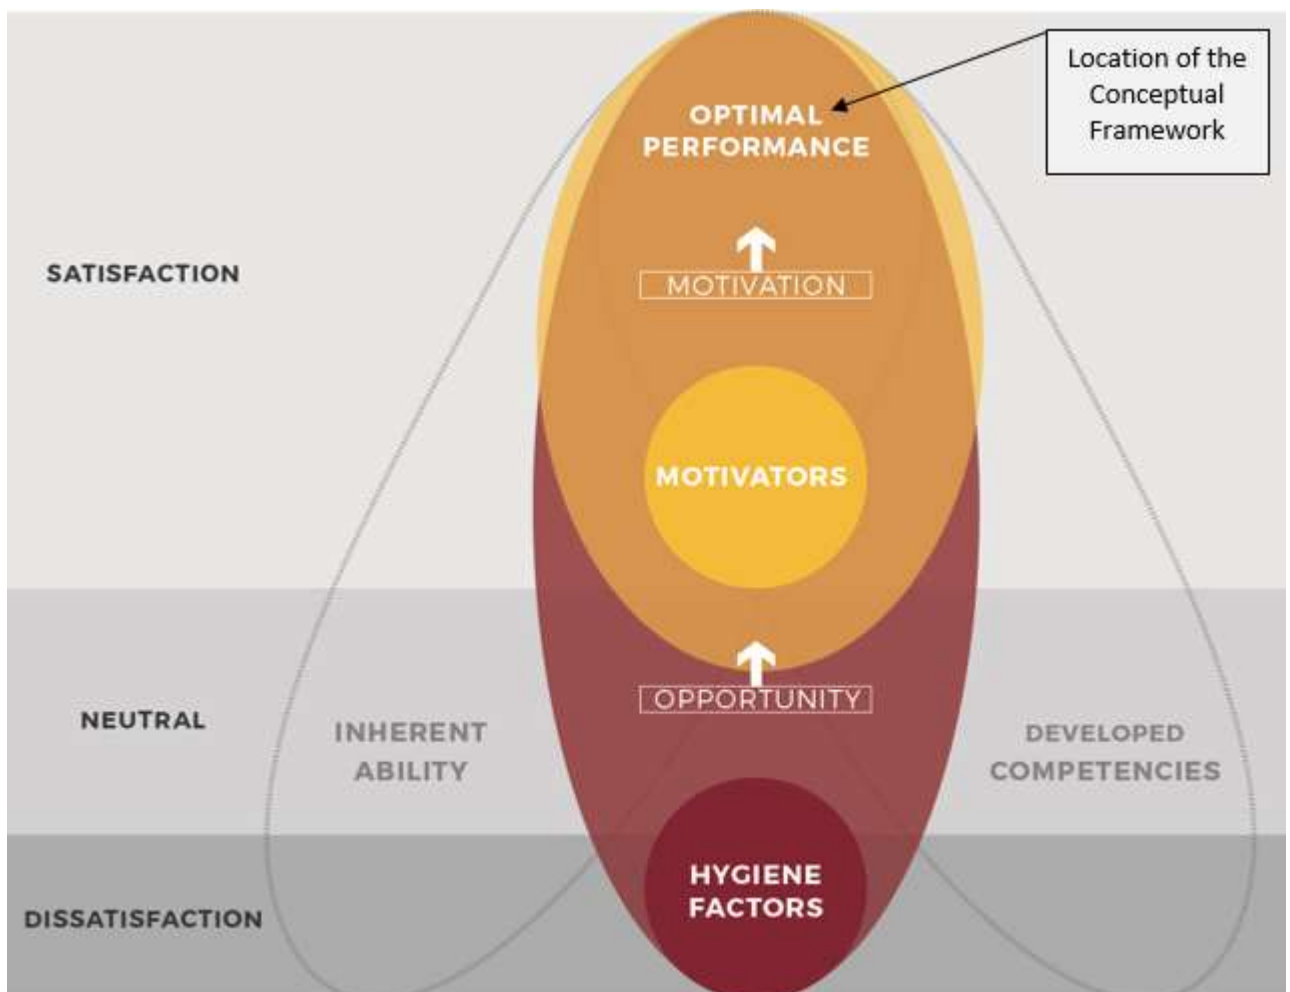 Location of the
Conceptual
Framework
OPTIMAL
PERFORMANCE
SATISFACTION
MOTIVATION
MOTIVATORS
OPPORTUNITY
NEUTRAL
INHERENT
ABILITY
DEVELOPED
COMPETENCIES
HYGIENE
FACTORS
DISSATISFACTION